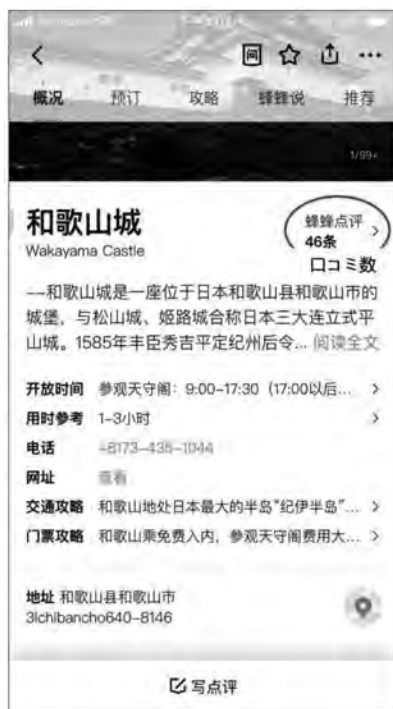 问
概况 预订 攻略 蜂蜂说 推荐
1/99+
和歌山城
Wakayama Castle
蜂蜂点评
46条
口コミ数
--和歌山城是一座位于日本和歌山县和歌山市的
城堡，与松山城、姬路城合称日本三大连立式平
山城。1585年丰臣秀吉平定纪州后令... 阅读全文
开放时间 参观天守阁：9:00-17:30（17:00以后...
用时参考 1-3小时
电话 +8173-435-1044
网址 查看
交通攻略 和歌山地处日本最大的半岛“纪伊半岛”...
门票攻略 和歌山乘免费入内，参观天守阁费用大...
地址 和歌山县和歌山市
3Ichibancho640-8146
写点评